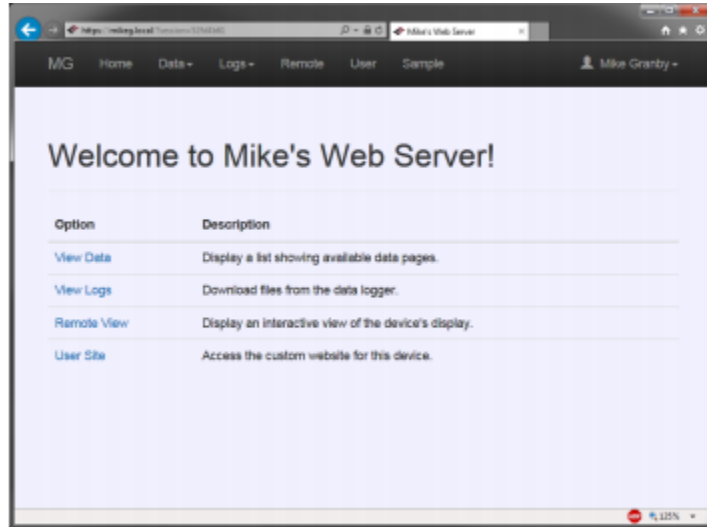 Mike's Web Server
MG Home Data Logs Remote User Sample Mike Granby
Welcome to Mike's Web Server!
Option Description
View Data Display a list showing available data pages.
View Logs Download files from the data logger.
Remote View Display an interactive view of the device's display.
User Site Access the custom website for this device.
125%